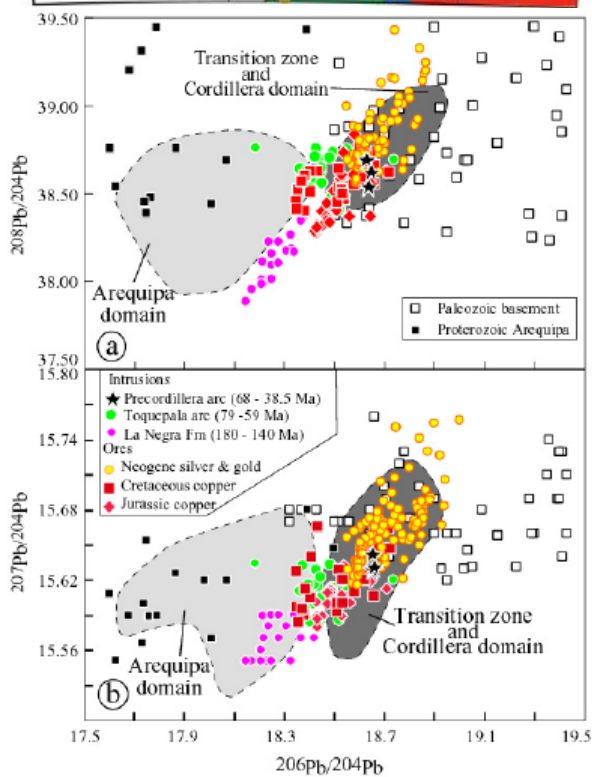 39.50
39.00
38.50
38.00
37.50
208Pb/204Pb
Transition zone
and
Cordillera domain
Arequipa
domain
a
Paleozoic basement
Proterozoic Arequipa
15.80
15.74
15.68
15.62
15.56
207Pb/204Pb
Intrusions
Precordillera arc (68 - 38.5 Ma)
Toquepala arc (79 -59 Ma)
La Negra Fm (180 - 140 Ma)
Ores
Neogene silver & gold
Cretaceous copper
Jurassic copper
Transition zone
and
Cordillera domain
Arequipa
domain
b
17.5 17.9 18.3 18.7 19.1 19.5
206Pb/204Pb